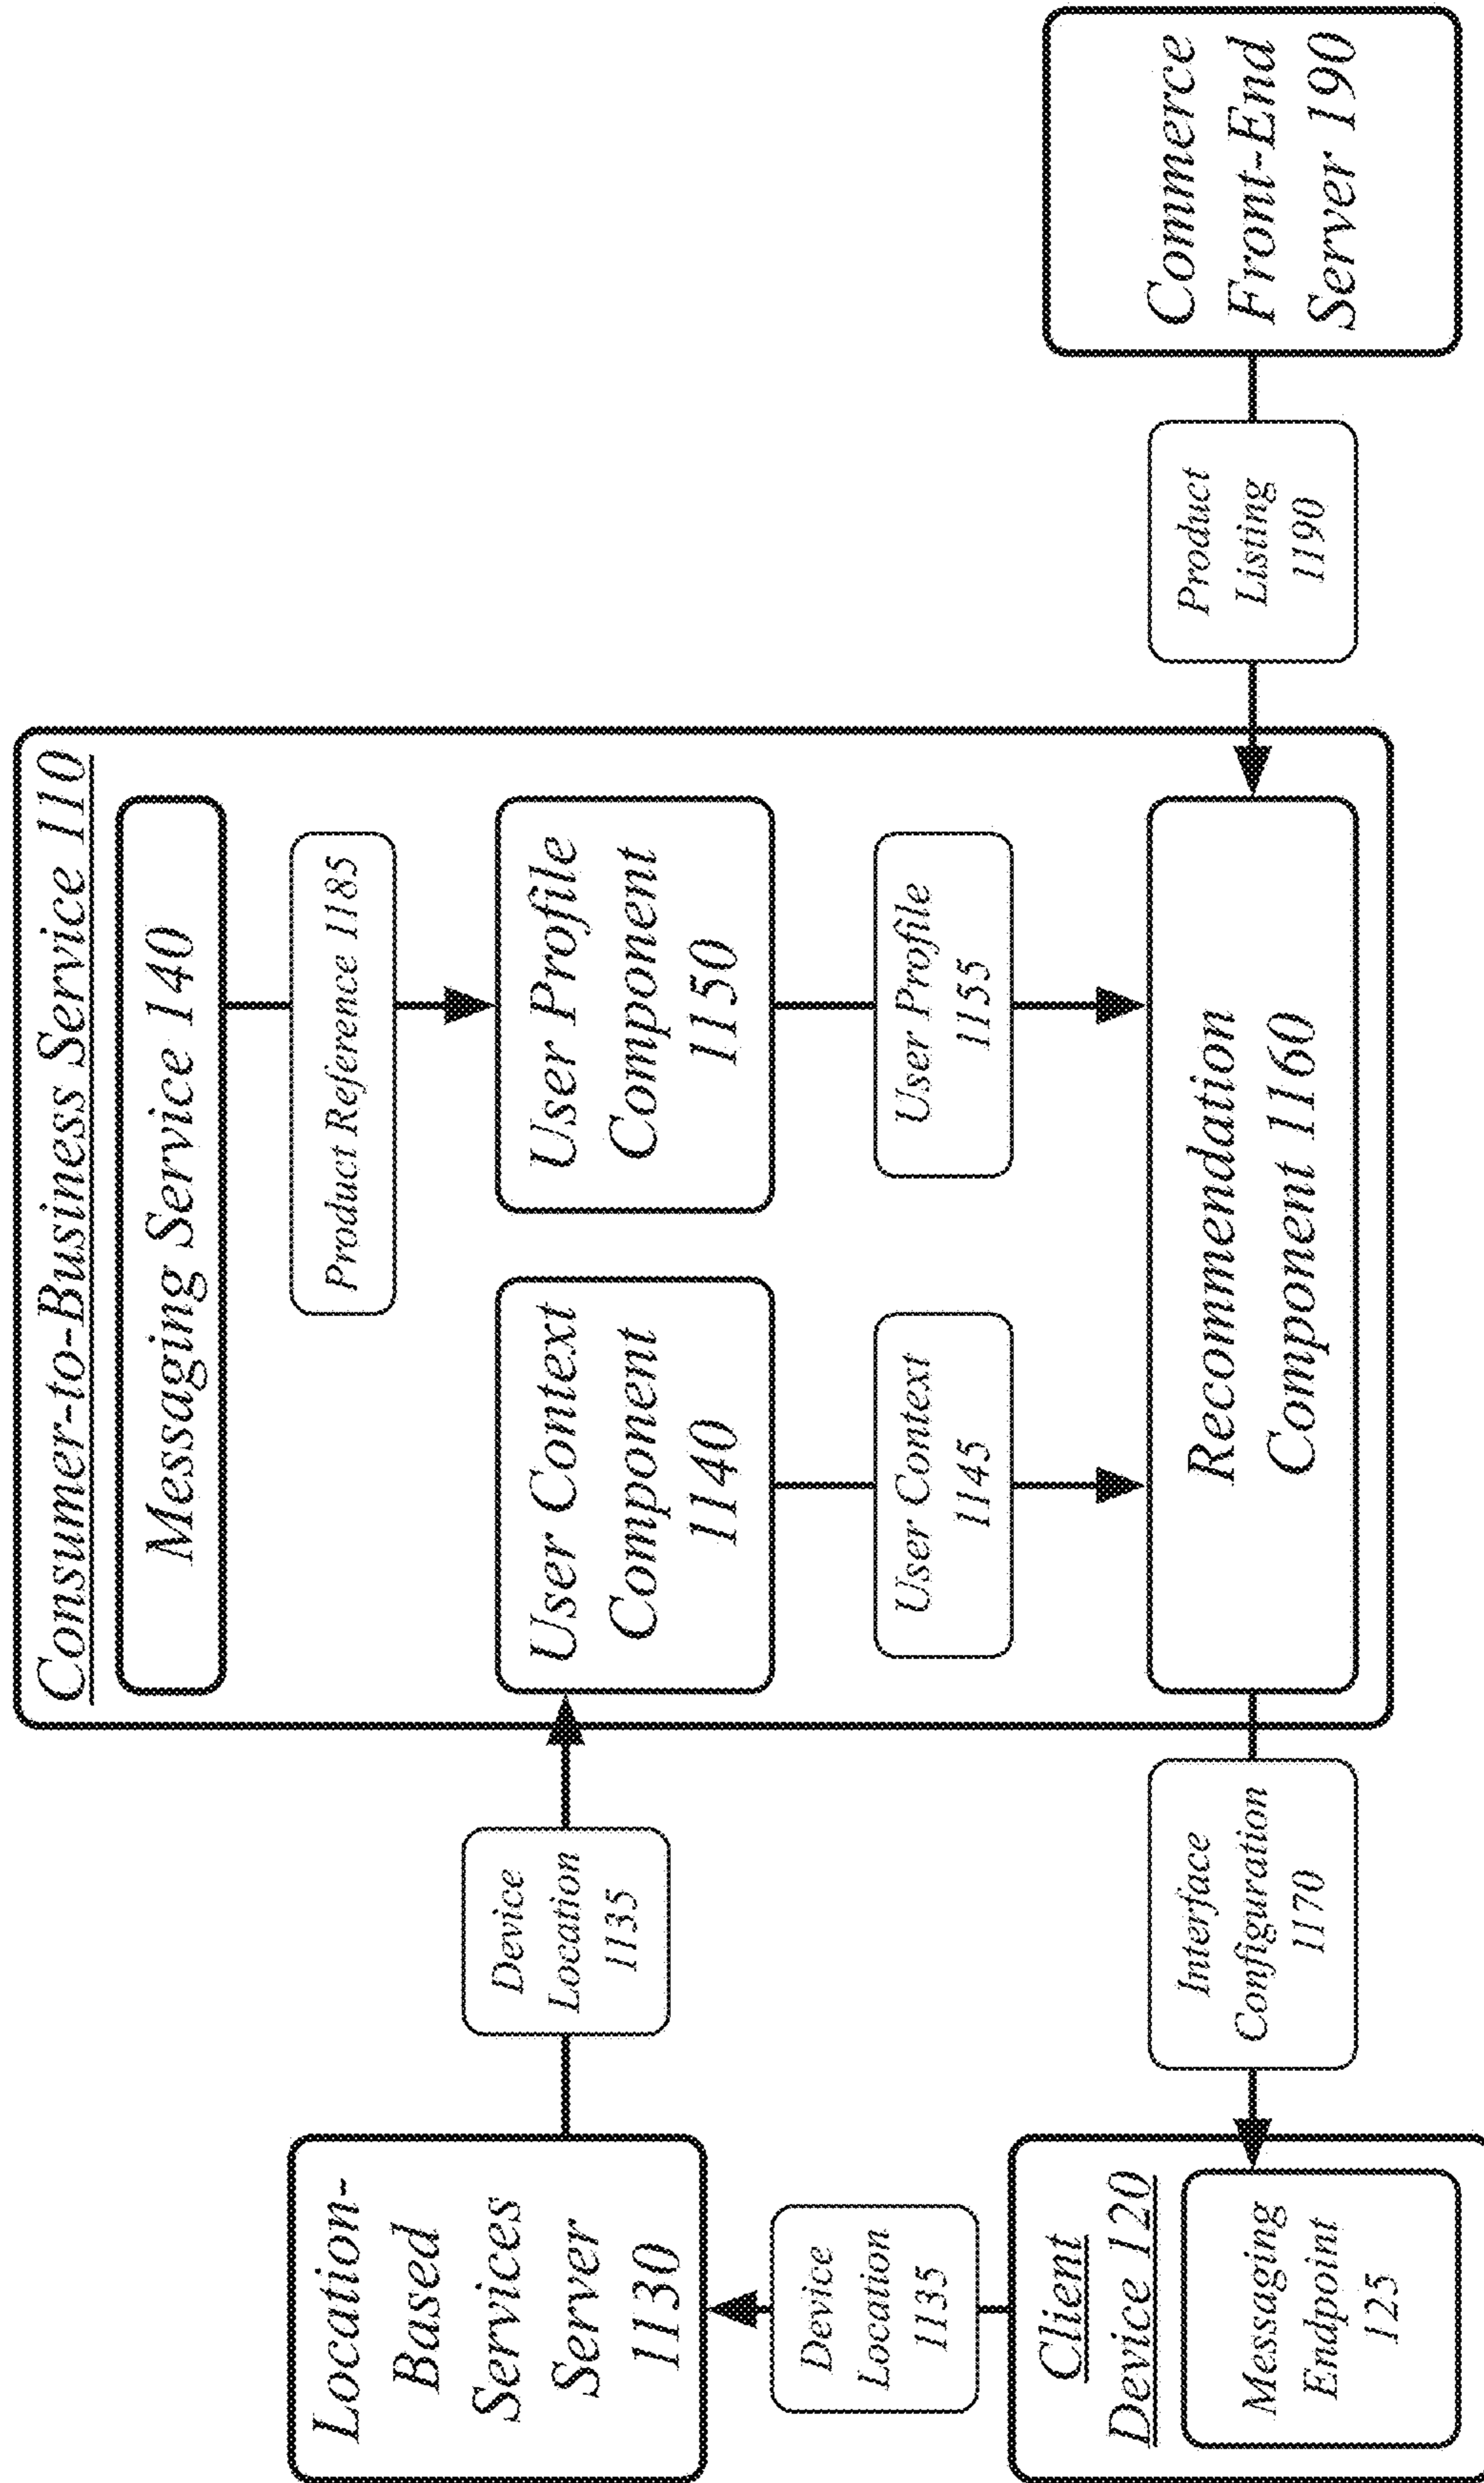 Consumer-to-Business Service 110
Messaging Service 140
Product Reference 1185
Location-
Based
Services
Server
1130
Device
Location
1135
User Context
Component
1140
User Profile
Component
1150
Device
Location
1135
User Context
1145
User Profile
1155
Client
Device 120
Messaging
Endpoint
125
Interface
Configuration
1170
Recommendation
Component 1160
Product
Listing
1190
Commerce
Front-End
Server 190